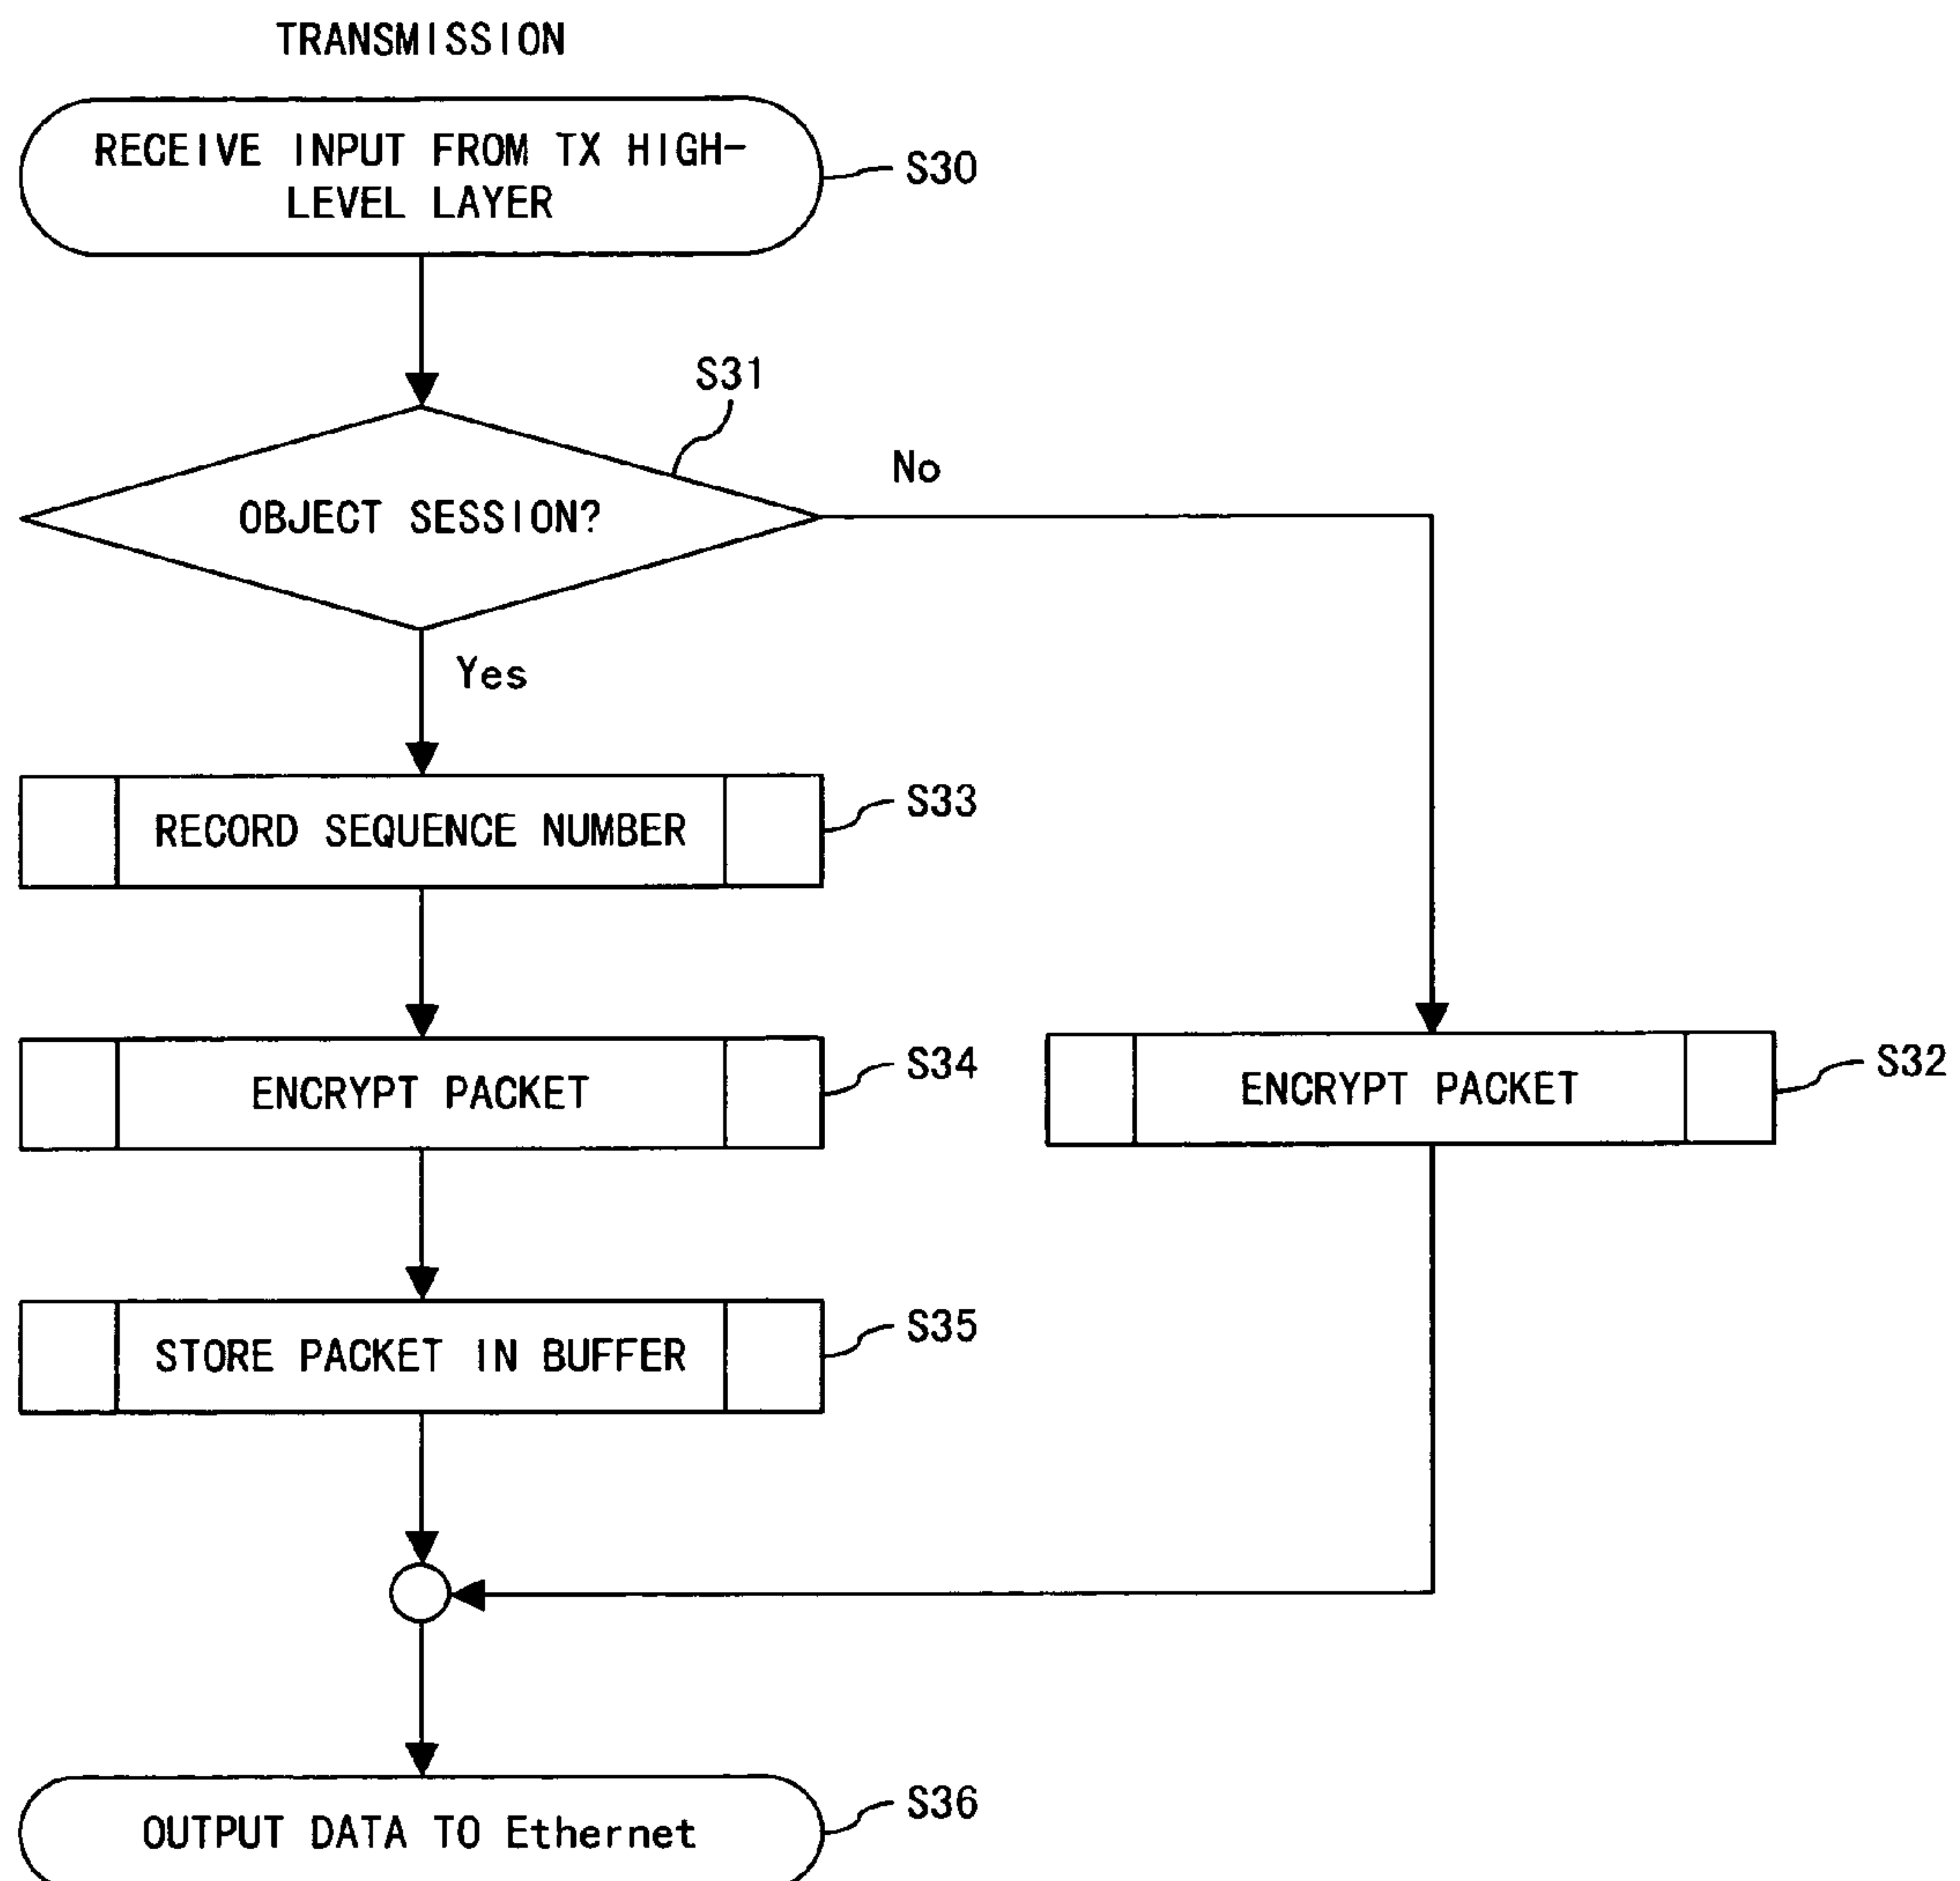 TRANSMISSION
RECEIVE INPUT FROM TX HIGH-
LEVEL LAYER
S30
S31
OBJECT SESSION?
No
Yes
RECORD SEQUENCE NUMBER
S33
ENCRYPT PACKET
S34
ENCRYPT PACKET
S32
STORE PACKET IN BUFFER
S35
OUTPUT DATA TO Ethernet
S36